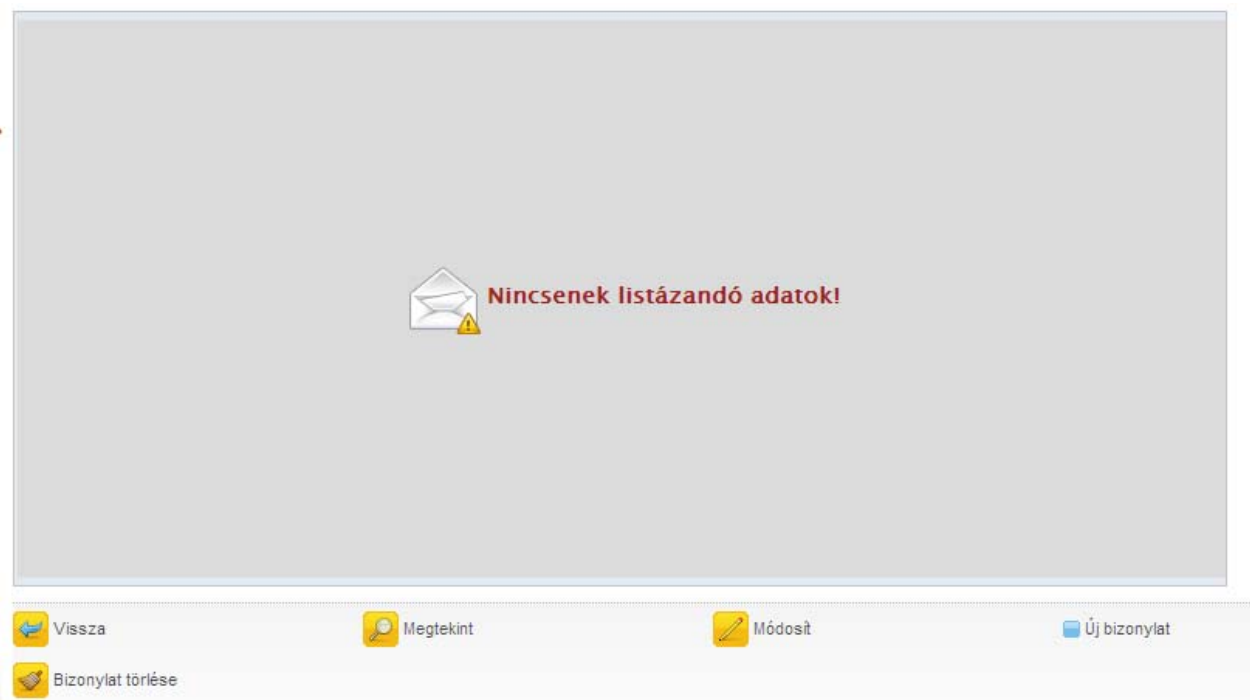 Nincsenek listázandó adatok!
Vissza Megtekint Módosít Új bizonylat
Bizonylat törlése